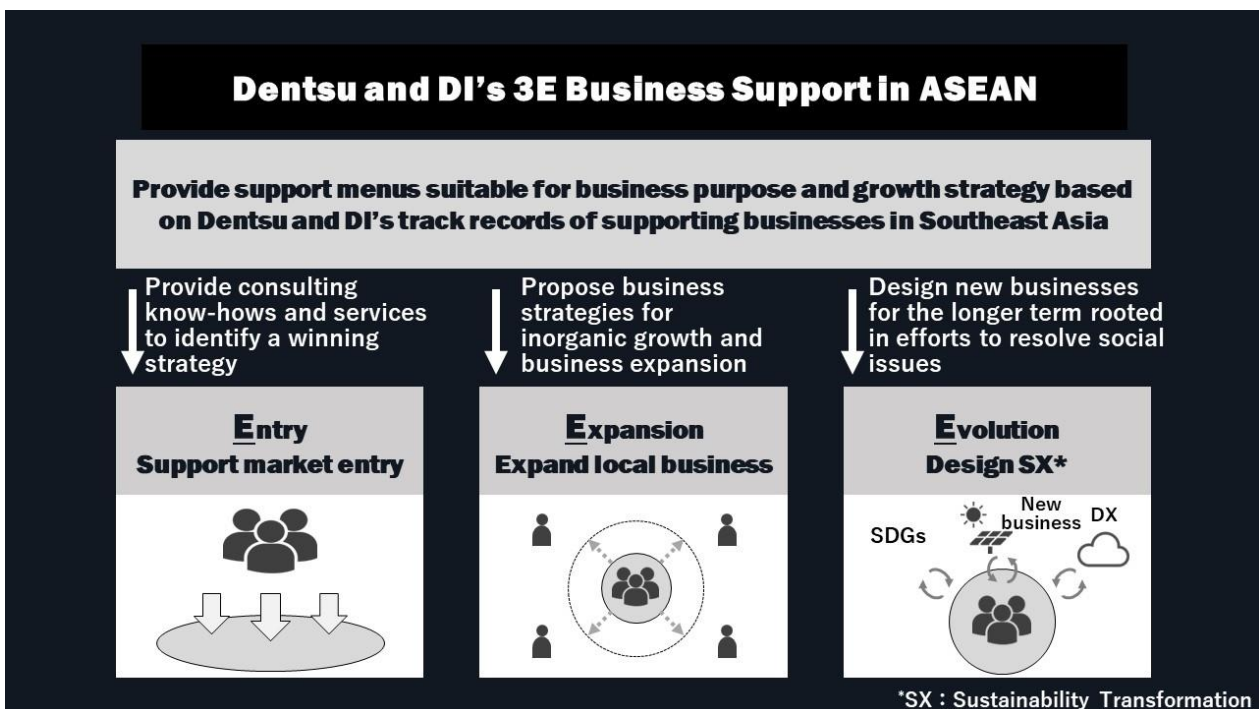 Dentsu and DI's 3E Business Support in ASEAN
Provide support menus suitable for business purpose and growth strategy based
on Dentsu and DI's track records of supporting businesses in Southeast Asia
Provide consulting
know-hows and services
to identify a winning
strategy
Propose business
strategies for
inorganic growth and
business expansion
Design new businesses
for the longer term rooted
in efforts to resolve social
issues
Entry
Support market entry
Expansion
Expand local business
Evolution
Design SX*
SDGs
New
business
DX
*SX：Sustainability Transformation